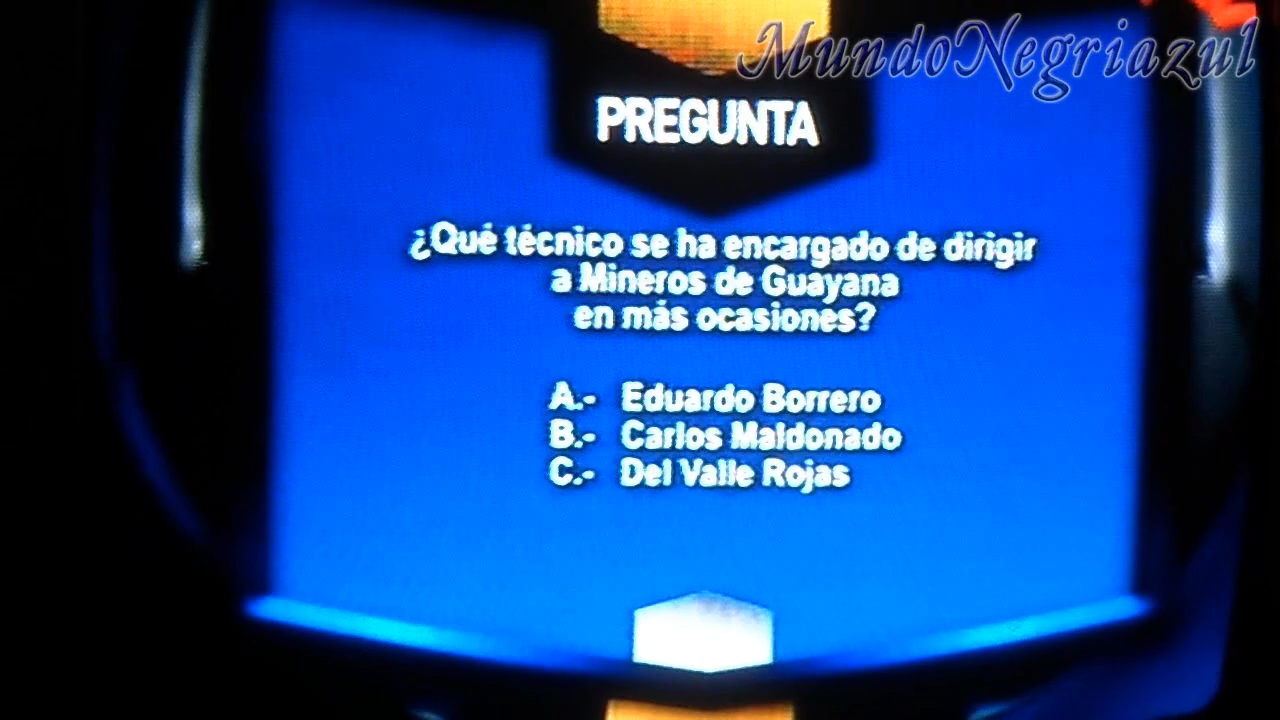 MundoNegriazul
PREGUNTA
¿Qué técnico se ha encargado de dirigir
a Mineros de Guayana
en más ocasiones?
A.- Eduardo Borrero
B.- Carlos Maldonado
C.- Del Valle Rojas